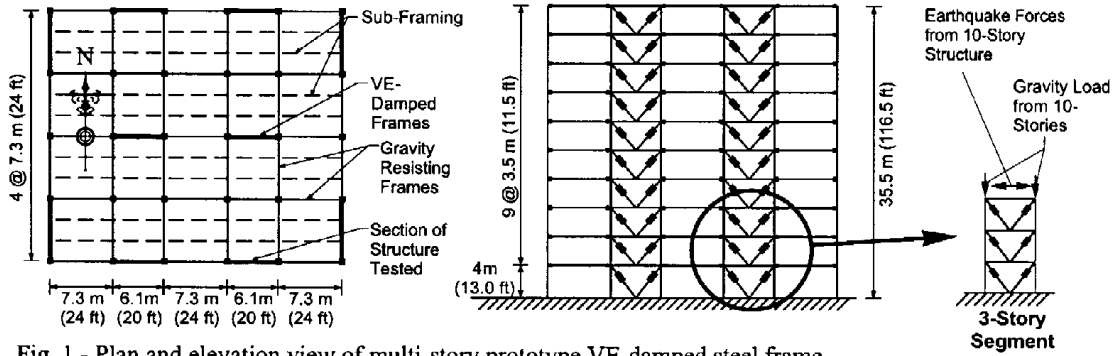 Sub-Framing
N
VE-
Damped
Frames
Gravity
Resisting
Frames
Section of
Structure
Tested
4 @ 7.3 m (24 ft)
7.3 m
(24 ft)
6.1m
(20 ft)
7.3 m
(24 ft)
6.1m
(20 ft)
7.3 m
(24 ft)
9 @ 3.5 m (11.5 ft)
4m
(13.0 ft)
35.5 m (116.5 ft)
Earthquake Forces
from 10-Story
Structure
Gravity Load
from 10-
Stories
3-Story
Segment
Fig. 1 - Plan and elevation view of multi-story prototype VE-damped steel frame